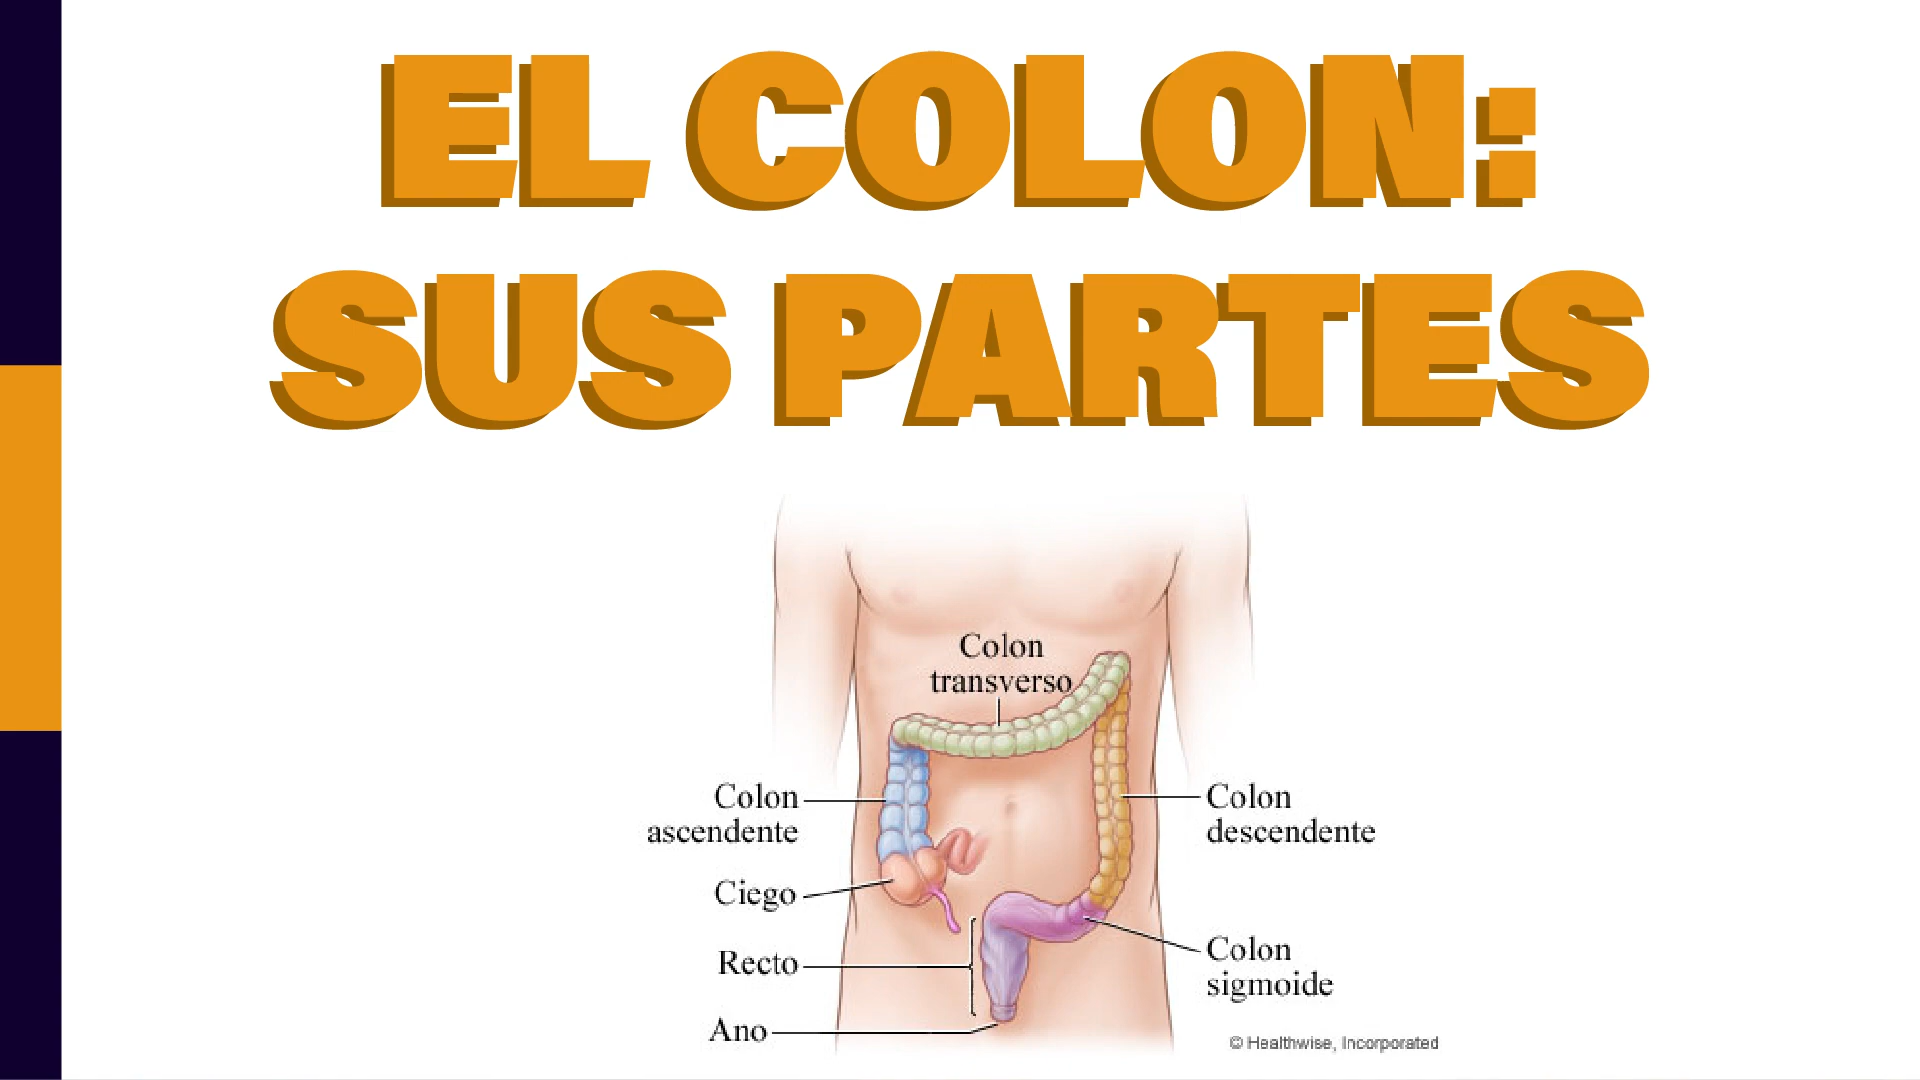 EL COLON:
SUS PARTES
Colon
transverso
Colon
ascendente
Colon
descendente
Ciego
Recto
Colon
sigmoide
Ano
© Healthwise, Incorporated